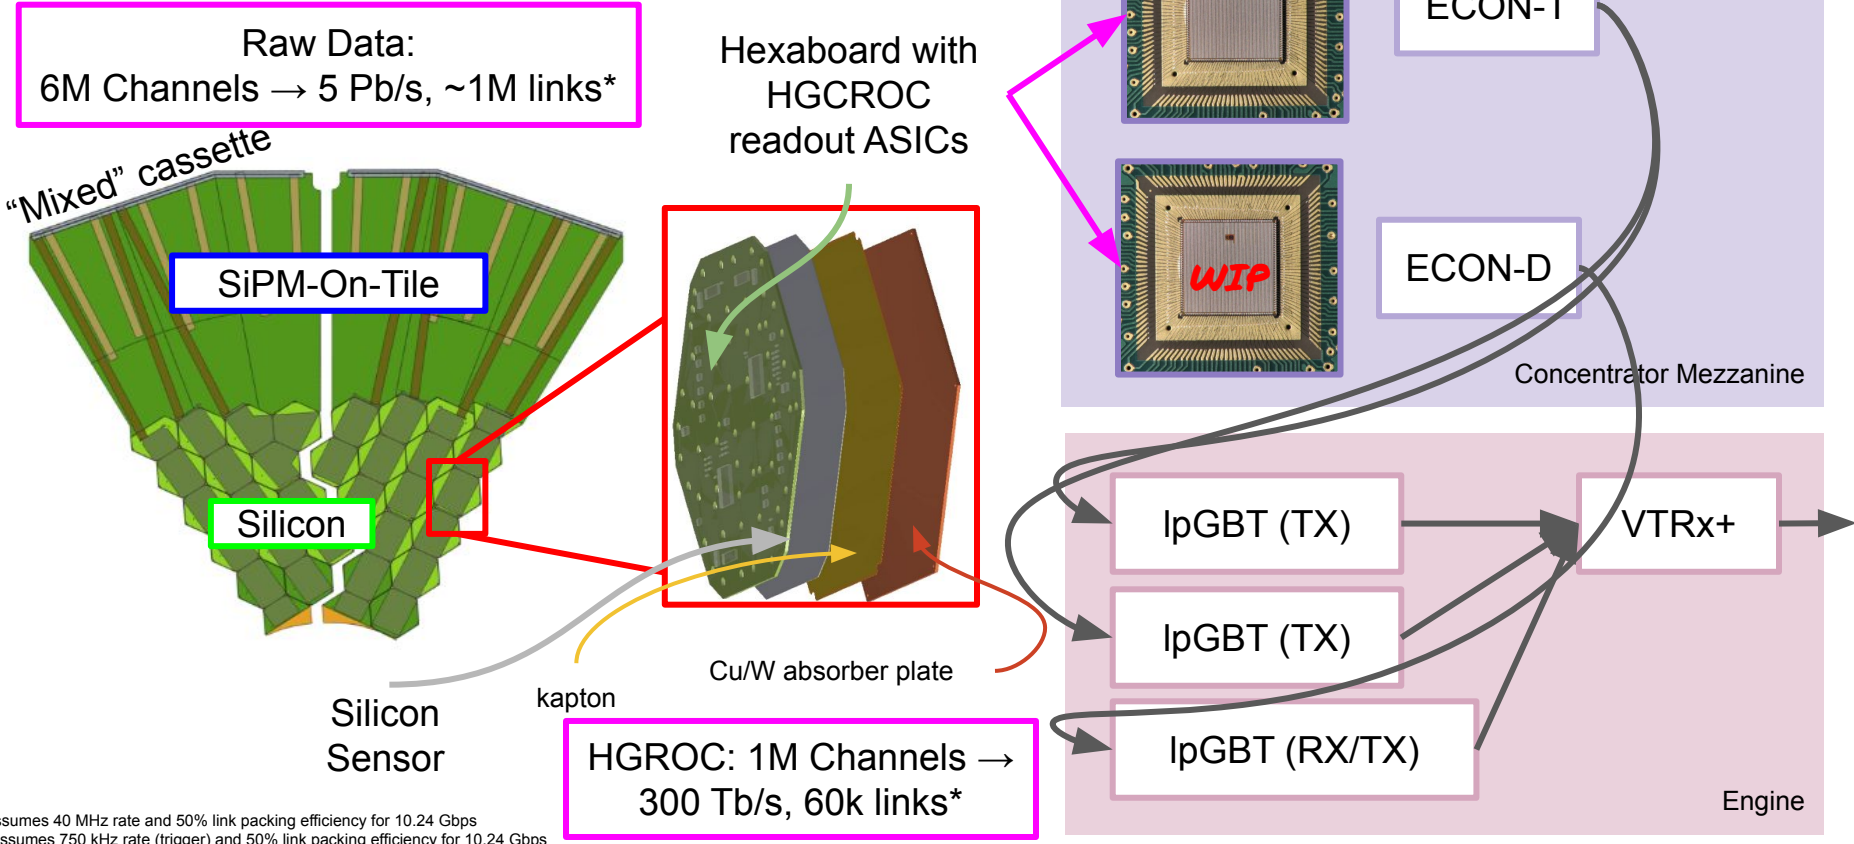 Raw Data:
6M Channels → 5 Pb/s, ~1M links*
"Mixed" cassette
SiPM-On-Tile
Silicon
Hexaboard with
HGCROC
readout ASICs
Silicon
Sensor
kapton
Cu/W absorber plate
HGROC: 1M Channels →
300 Tb/s, 60k links*
ECON-T
WIP
ECON-D
Concentrator Mezzanine
lpGBT (TX)
VTRx+
lpGBT (TX)
lpGBT (RX/TX)
Engine
ssumes 40 MHz rate and 50% link packing efficiency for 10.24 Gbps
assumes 750 kHz rate (trigger) and 50% link packing efficiency for 10.24 Gbps